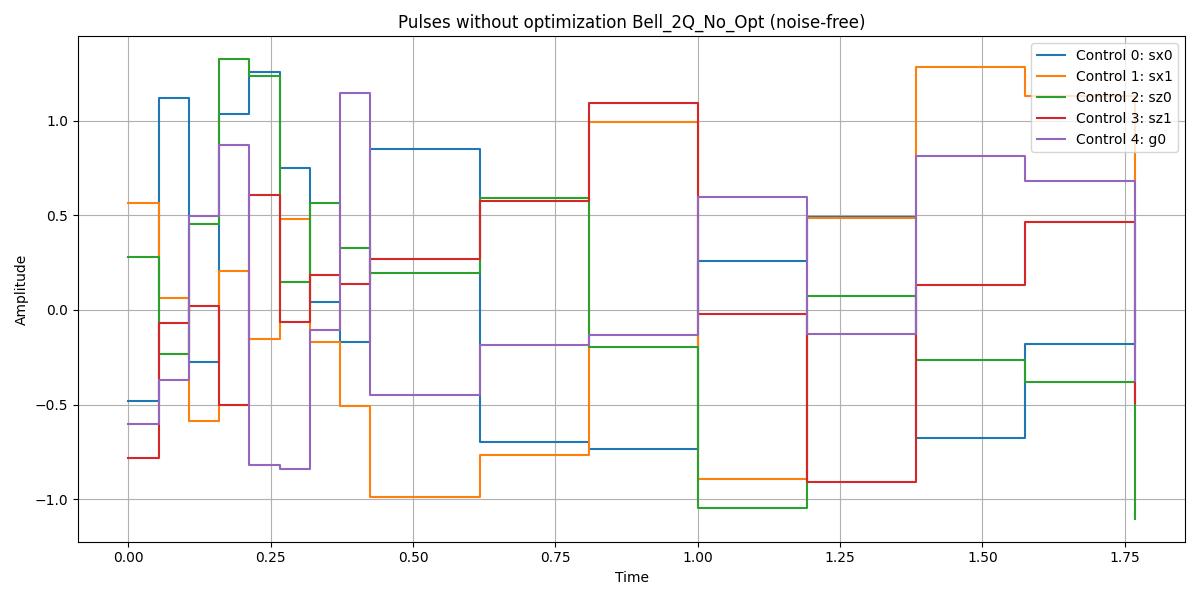 Pulses without optimization Bell_2Q_No_Opt (noise-free)
Control 0: sx0
Control 1: sx1
Control 2: sz0
Control 3: sz1
Control 4: g0
Amplitude
1.0
0.5
0.0
−0.5
−1.0
0.00 0.25 0.50 0.75 1.00 1.25 1.50 1.75
Time